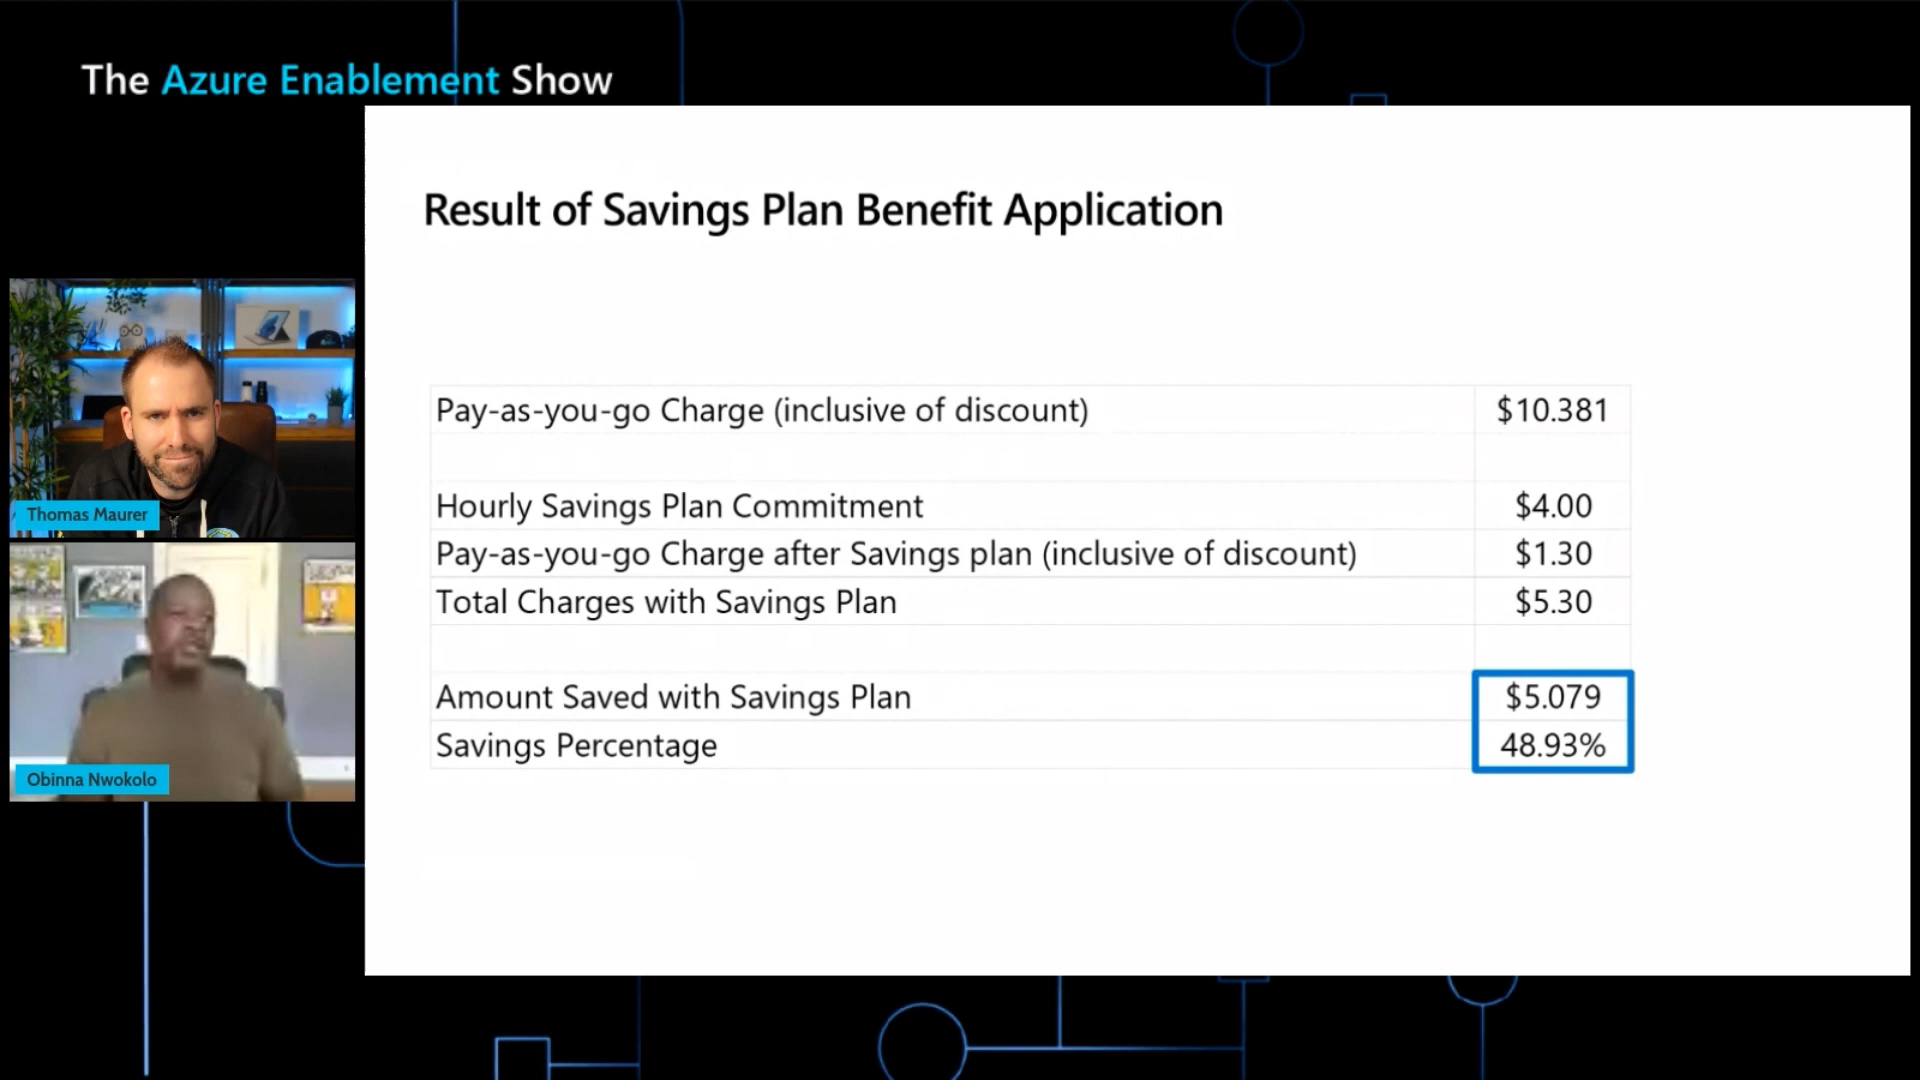 The Azure Enablement Show
Result of Savings Plan Benefit Application
Pay-as-you-go Charge (inclusive of discount) $10.381
Hourly Savings Plan Commitment $4.00
Pay-as-you-go Charge after Savings plan (inclusive of discount) $1.30
Total Charges with Savings Plan $5.30
Amount Saved with Savings Plan $5.079
Savings Percentage 48.93%
Thomas Maurer
Obinna Nwokolo